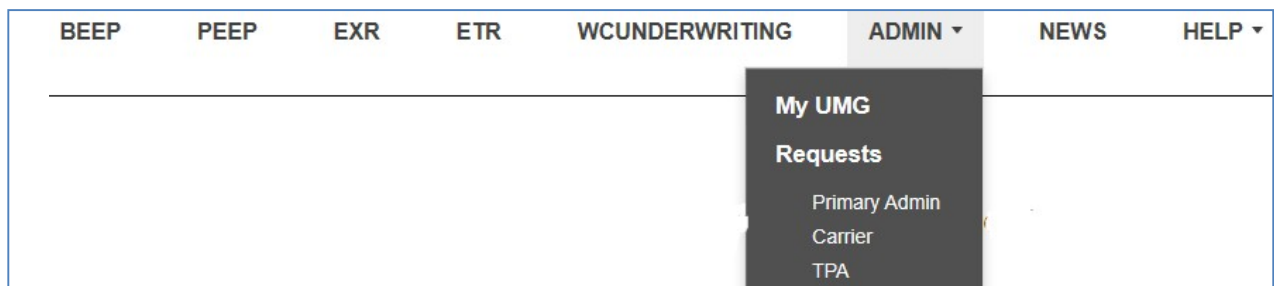 BEEP PEEP EXR ETR WCUNDERWRITING ADMIN NEWS HELP
My UMG
Requests
Primary Admin
Carrier
TPA